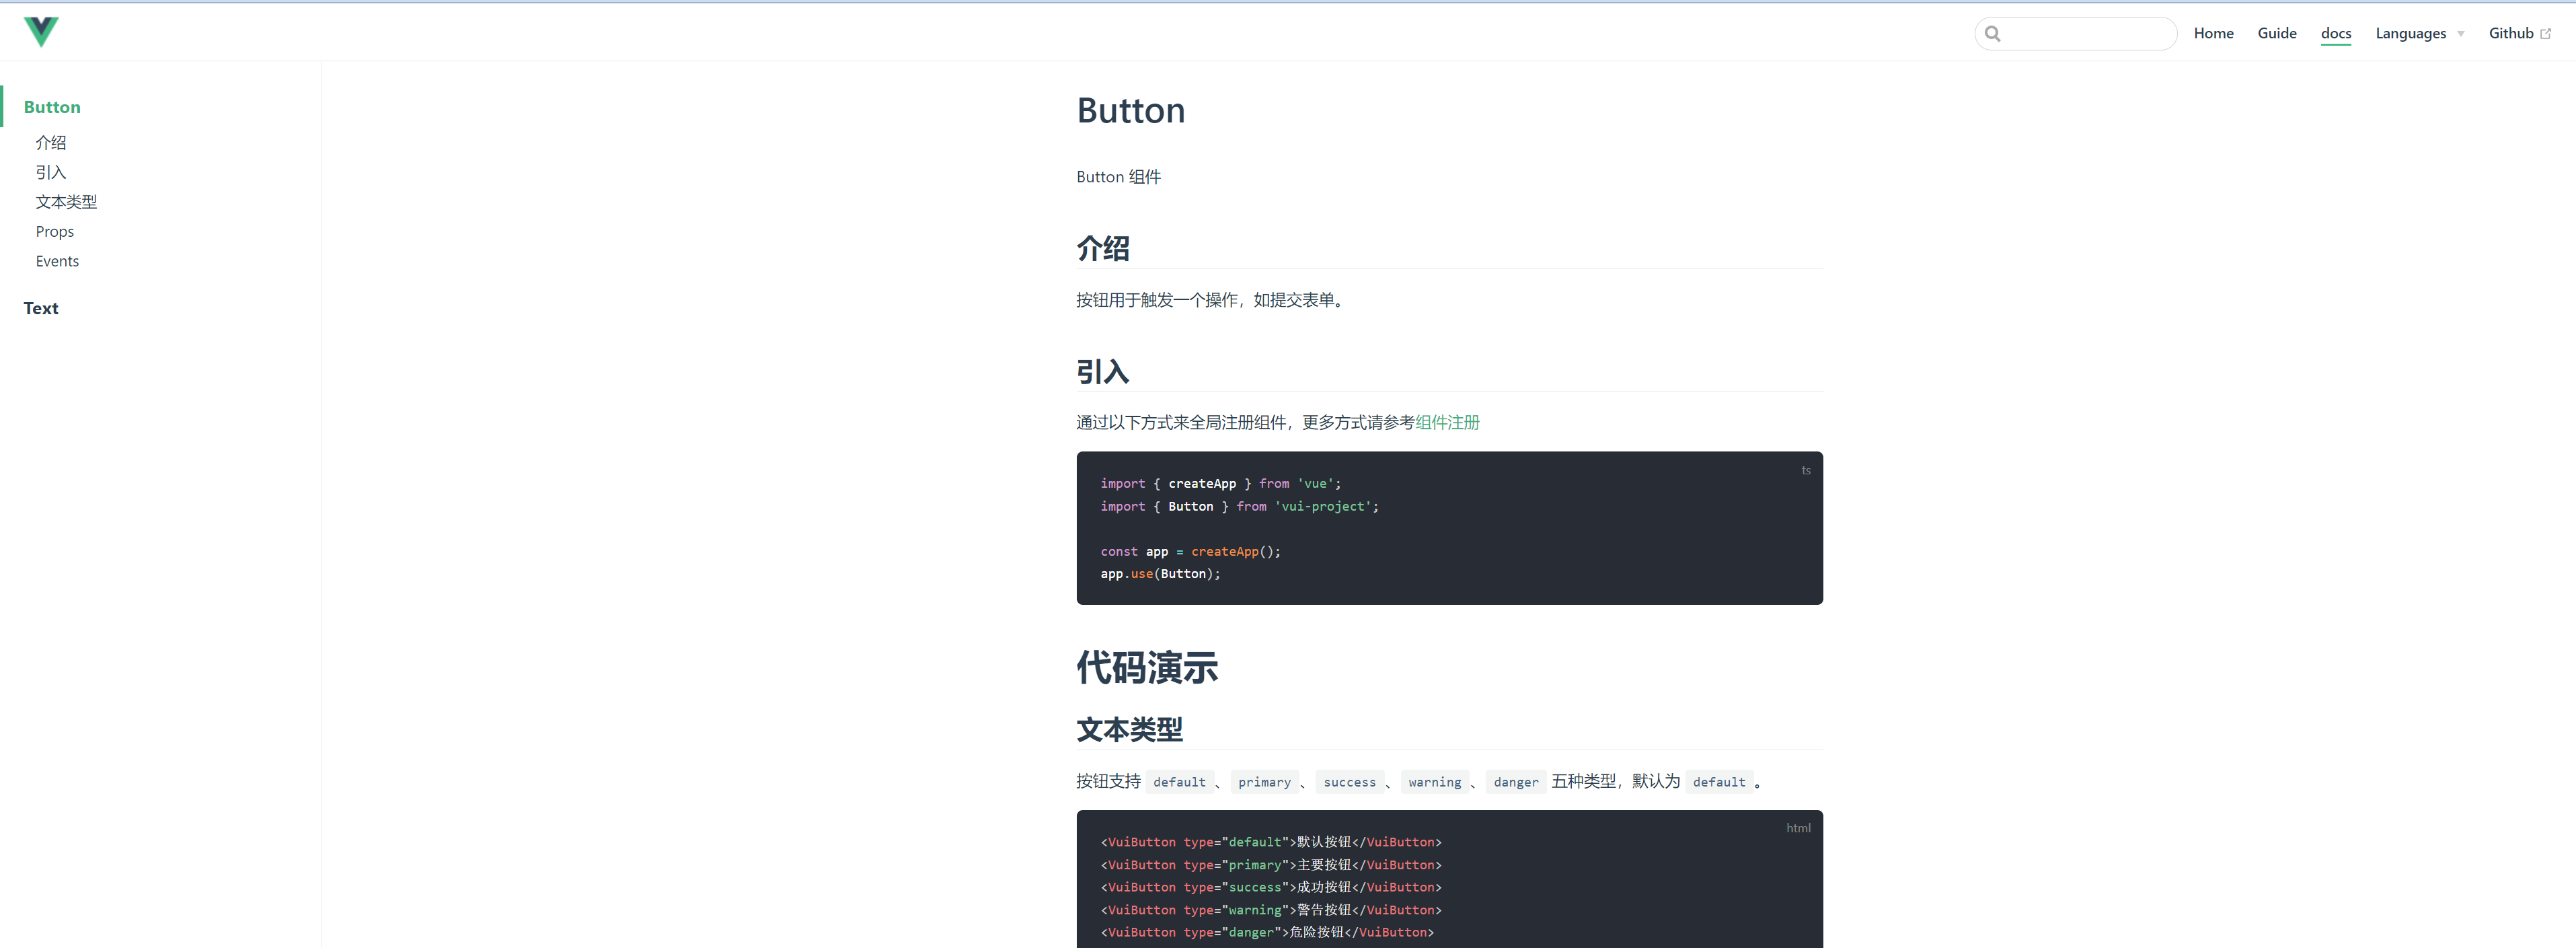 Home Guide docs Languages Github
Button
介绍
引入
文本类型
Props
Events
Text
Button
Button 组件
介绍
按钮用于触发一个操作，如提交表单。
引入
通过以下方式来全局注册组件，更多方式请参考组件注册
ts
import { createApp } from 'vue';
import { Button } from 'vui-project';
const app = createApp();
app.use(Button);
代码演示
文本类型
按钮支持 default 、 primary 、 success 、 warning 、 danger 五种类型，默认为 default 。
html
<VuiButton type="default">默认按钮</VuiButton>
<VuiButton type="primary">主要按钮</VuiButton>
<VuiButton type="success">成功按钮</VuiButton>
<VuiButton type="warning">警告按钮</VuiButton>
<VuiButton type="danger">危险按钮</VuiButton>